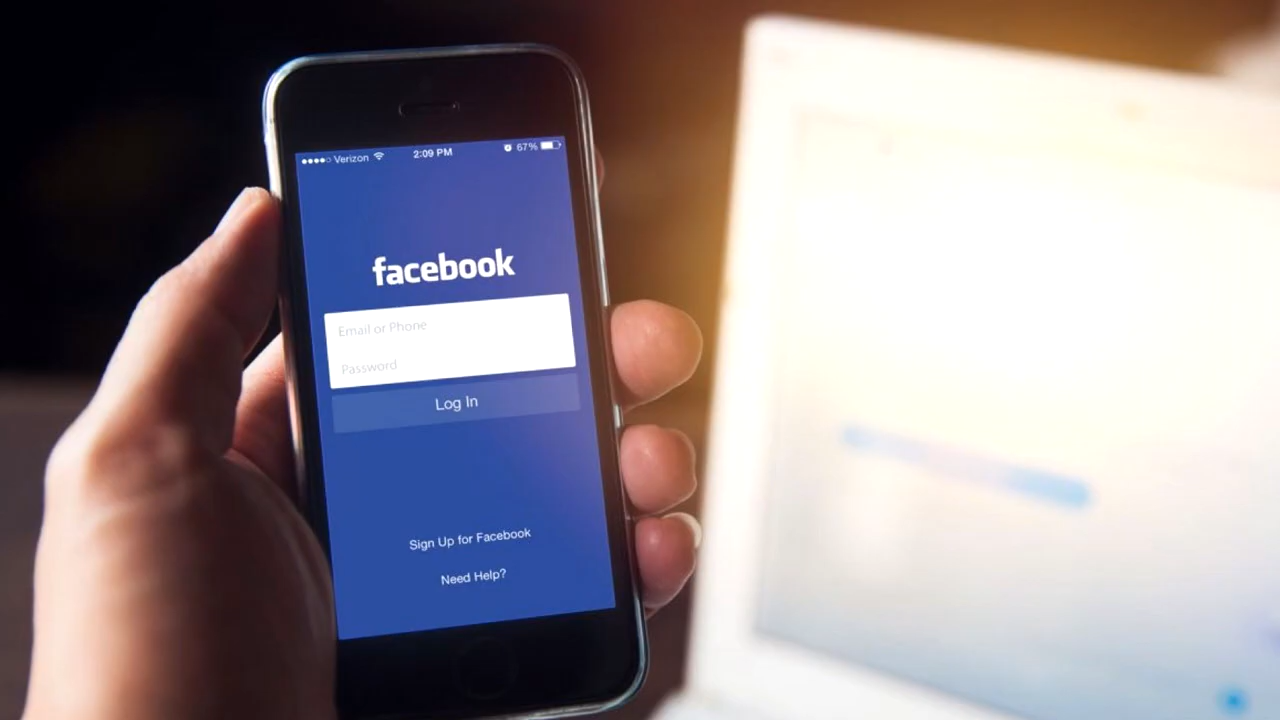 Verizon 2:09 PM 67%
facebook
Email or Phone
Password
Log In
Sign Up for Facebook
Need Help?